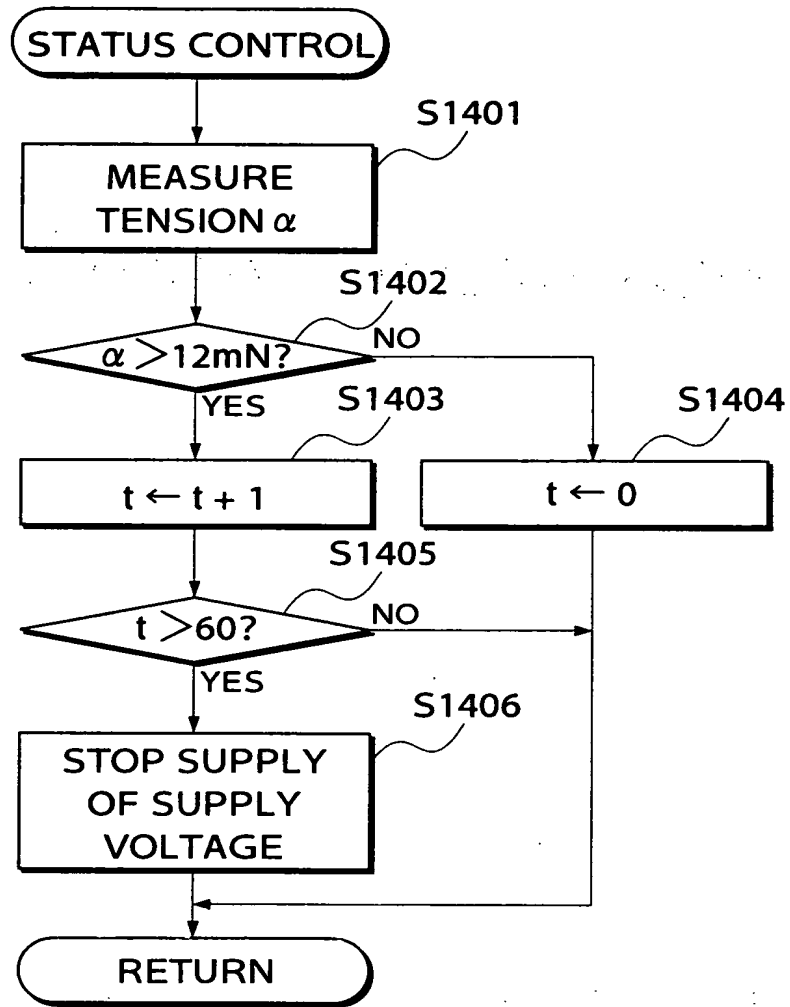 STATUS CONTROL
S1401
MEASURE
TENSION α
S1402
α > 12mN?
NO
YES
S1403
S1404
t ← t + 1
t ← 0
S1405
t > 60?
NO
YES
S1406
STOP SUPPLY
OF SUPPLY
VOLTAGE
RETURN